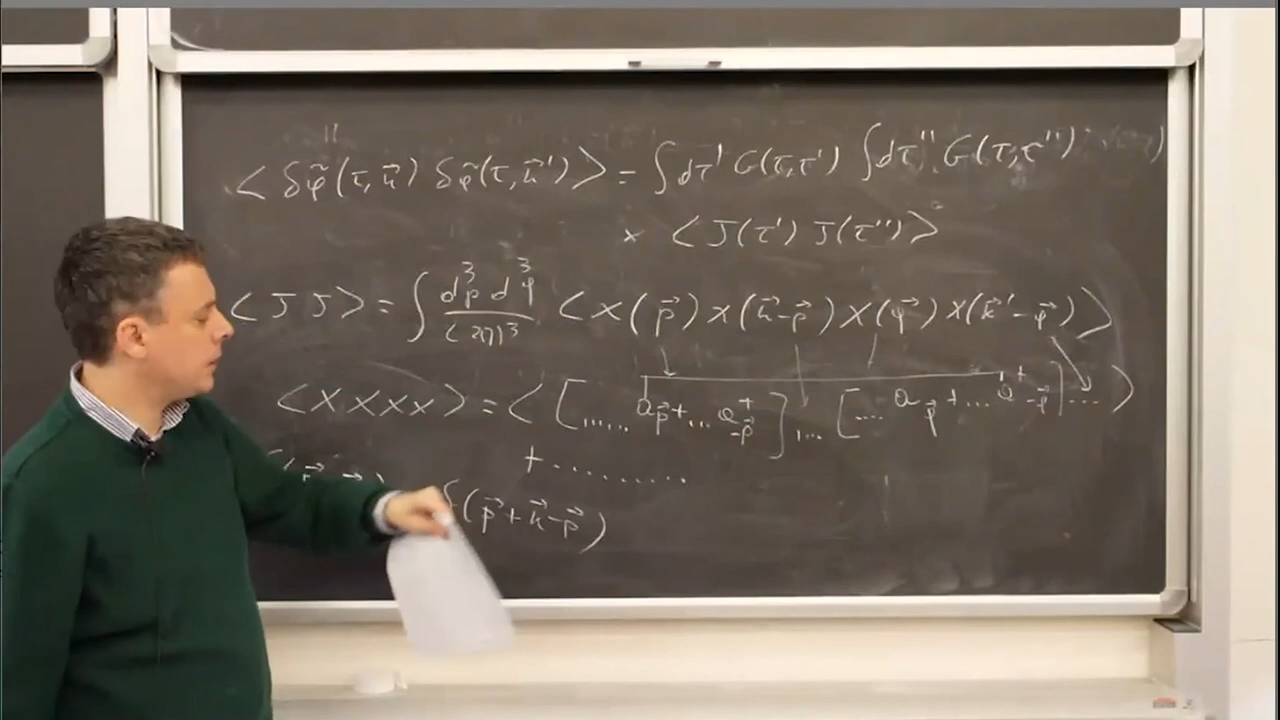 < δφ̃(τ,k⃗) δφ̃(τ,k⃗′) > = ∫dτ′ G(τ,τ′) ∫dτ″ G(τ,τ″)
× < J(τ′) J(τ″) >
< J J > = ∫ d³p d³q / (2π)³ < χ(p⃗) χ(k⃗-p⃗) χ(q⃗) χ(k⃗′-q⃗) >
< χ χ χ χ > = < [...... a_p⃗ + ... a⁺_-p⃗ ] .... [ .... a_q⃗ + ... a⁺_-p⃗ ] .... >
+ .........
δ(p⃗+k⃗-p⃗)